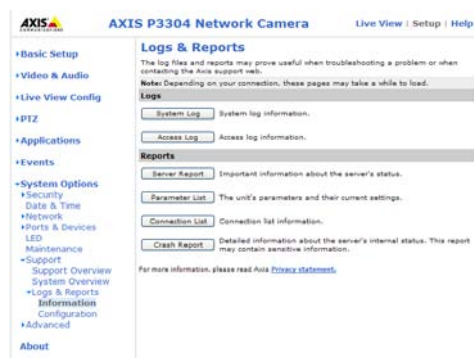 AXIS
COMMUNICATIONS
AXIS P3304 Network Camera
Live View | Setup | Help
Basic Setup
Video & Audio
Live View Config
PTZ
Applications
Events
System Options
Security
Date & Time
Network
Ports & Devices
LED
Maintenance
Support
Support Overview
System Overview
Logs & Reports
Information
Configuration
Advanced
About
Logs & Reports
The log files and reports may prove useful when troubleshooting a problem or when
contacting the Axis support web.
Note: Depending on your connection, these pages may take a while to load.
Logs
System Log System log information.
Access Log Access log information.
Reports
Server Report Important information about the server's status.
Parameter List The unit's parameters and their current settings.
Connection List Connection list information.
Crash Report Detailed information about the server's internal status. This report
may contain sensitive information.
For more information, please read Axis Privacy statement.